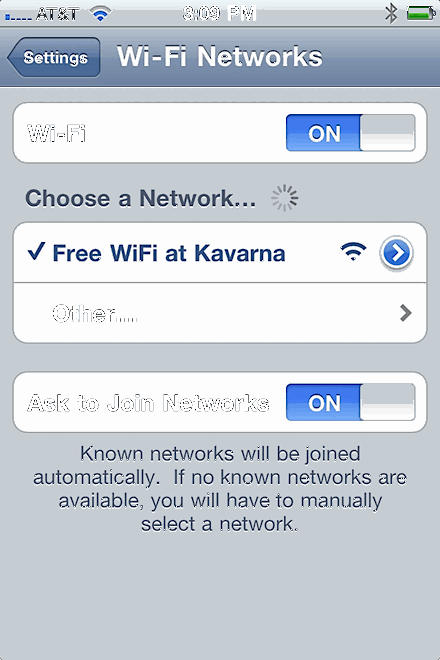 AT&T 3:09 PM
Settings Wi-Fi Networks
Wi-Fi ON
Choose a Network...
Free WiFi at Kavarna
Other...
Ask to Join Networks ON
Known networks will be joined
automatically. If no known networks are
available, you will have to manually
select a network.